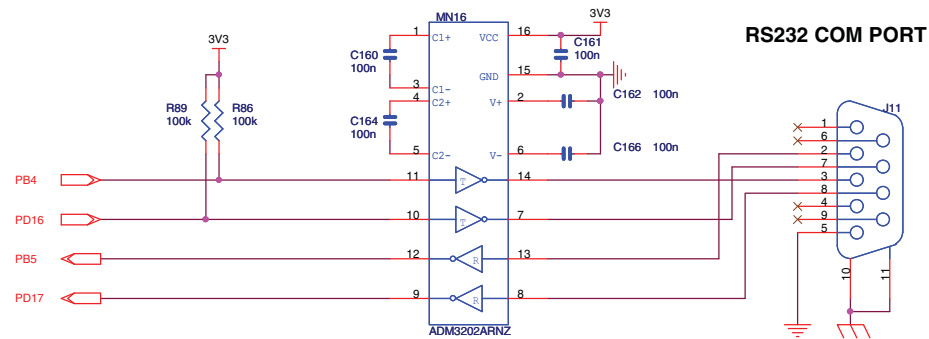 MN16
3V3
RS232 COM PORT
1 C1+ VCC 16
C160
100n
C161
100n
3V3
3 C1- GND 15
4 C2+ V+ 2
C162 100n
R89
100k
R86
100k
C164
100n
J11
5 C2- V- 6
C166 100n
1
6
2
7
3
8
4
9
5
PB4 11 T 14
PD16 10 T 7
PB5 12 R 13
PD17 9 R 8
10
11
ADM3202ARNZ